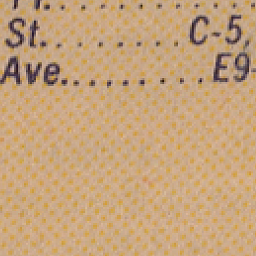 St. . . . . . . . . C-5,
Ave. . . . . . . . . . E9-